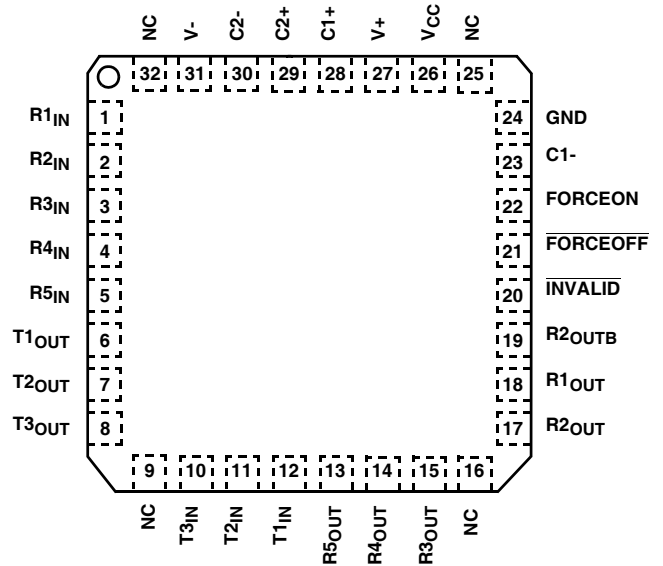 NC V- C2- C2+ C1+ V+ VCC NC
32 31 30 29 28 27 26 25
R1IN 1 24 GND
R2IN 2 23 C1-
R3IN 3 22 FORCEON
R4IN 4 21 FORCEOFF
R5IN 5 20 INVALID
T1OUT 6 19 R2OUTB
T2OUT 7 18 R1OUT
T3OUT 8 17 R2OUT
9 10 11 12 13 14 15 16
NC T3IN T2IN T1IN R5OUT R4OUT R3OUT NC